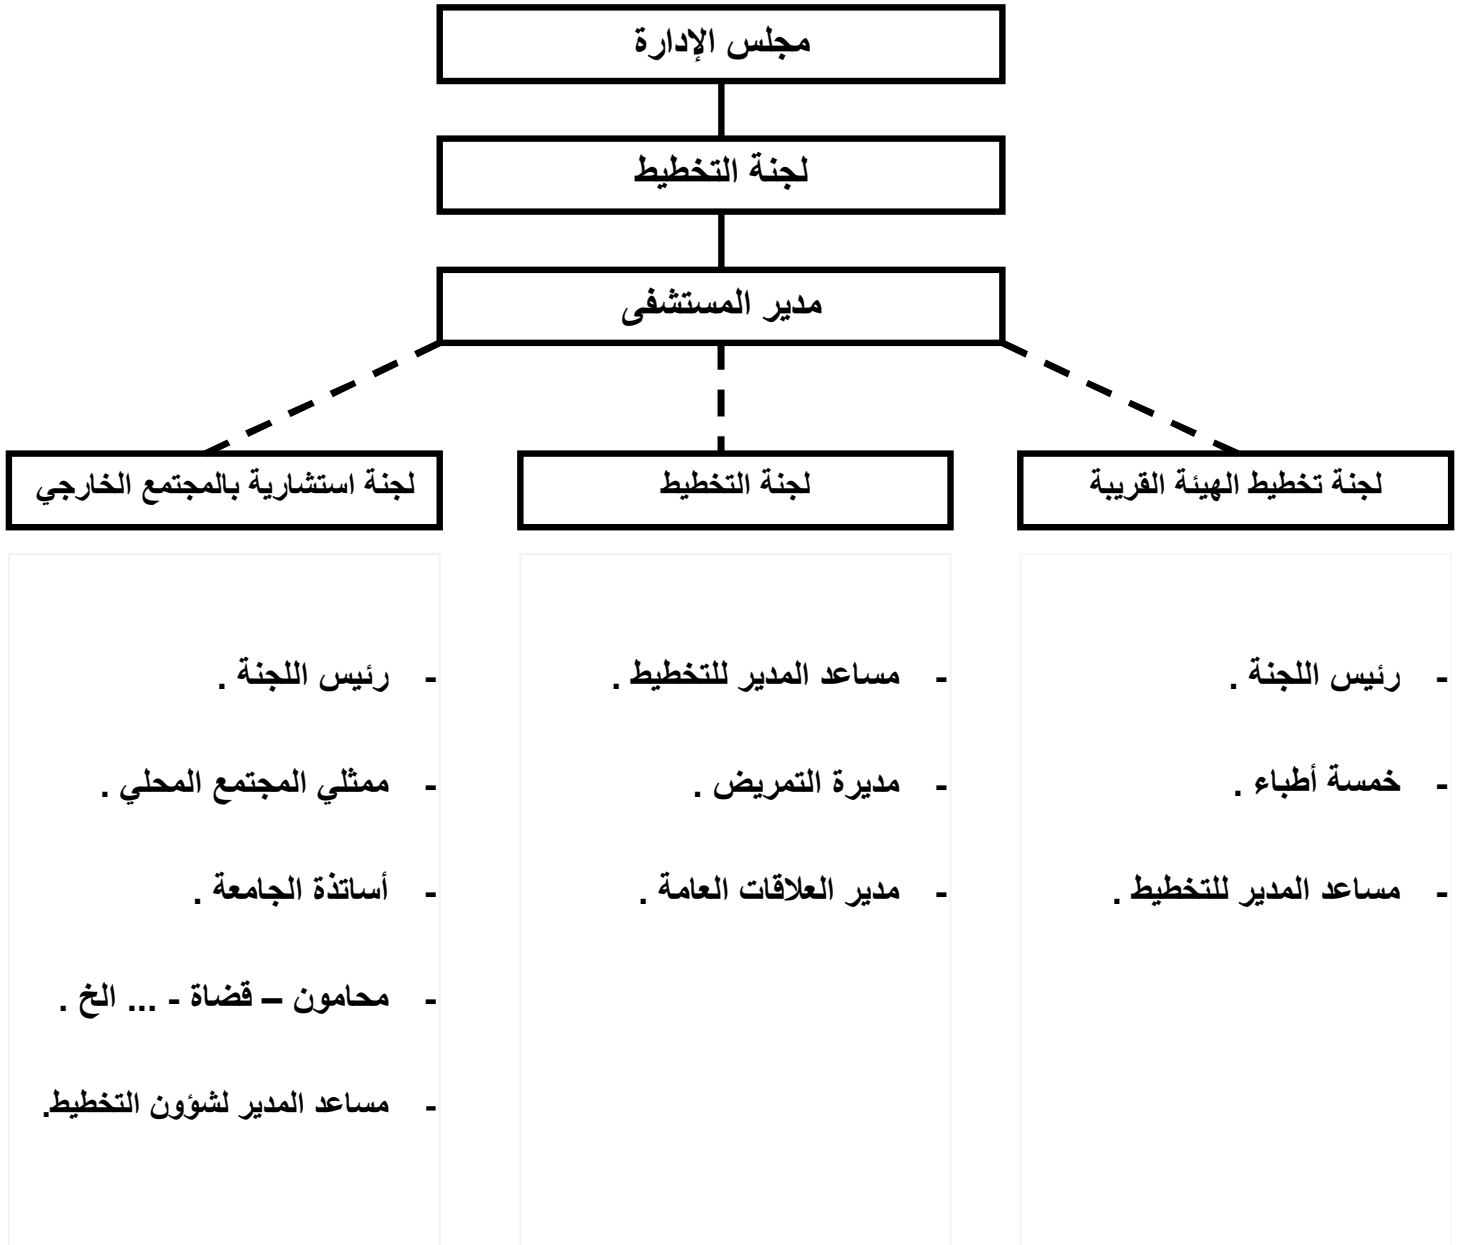 مجلس الإدارة
لجنة التخطيط
مدير المستشفى
لجنة تخطيط الهيئة القريبة
لجنة التخطيط
لجنة استشارية بالمجتمع الخارجي
- رئيس اللجنة .
- خمسة أطباء .
- مساعد المدير للتخطيط .
- مساعد المدير للتخطيط .
- مديرة التمريض .
- مدير العلاقات العامة .
- رئيس اللجنة .
- ممثلي المجتمع المحلي .
- أساتذة الجامعة .
- محامون – قضاة - ... الخ .
- مساعد المدير لشؤون التخطيط.